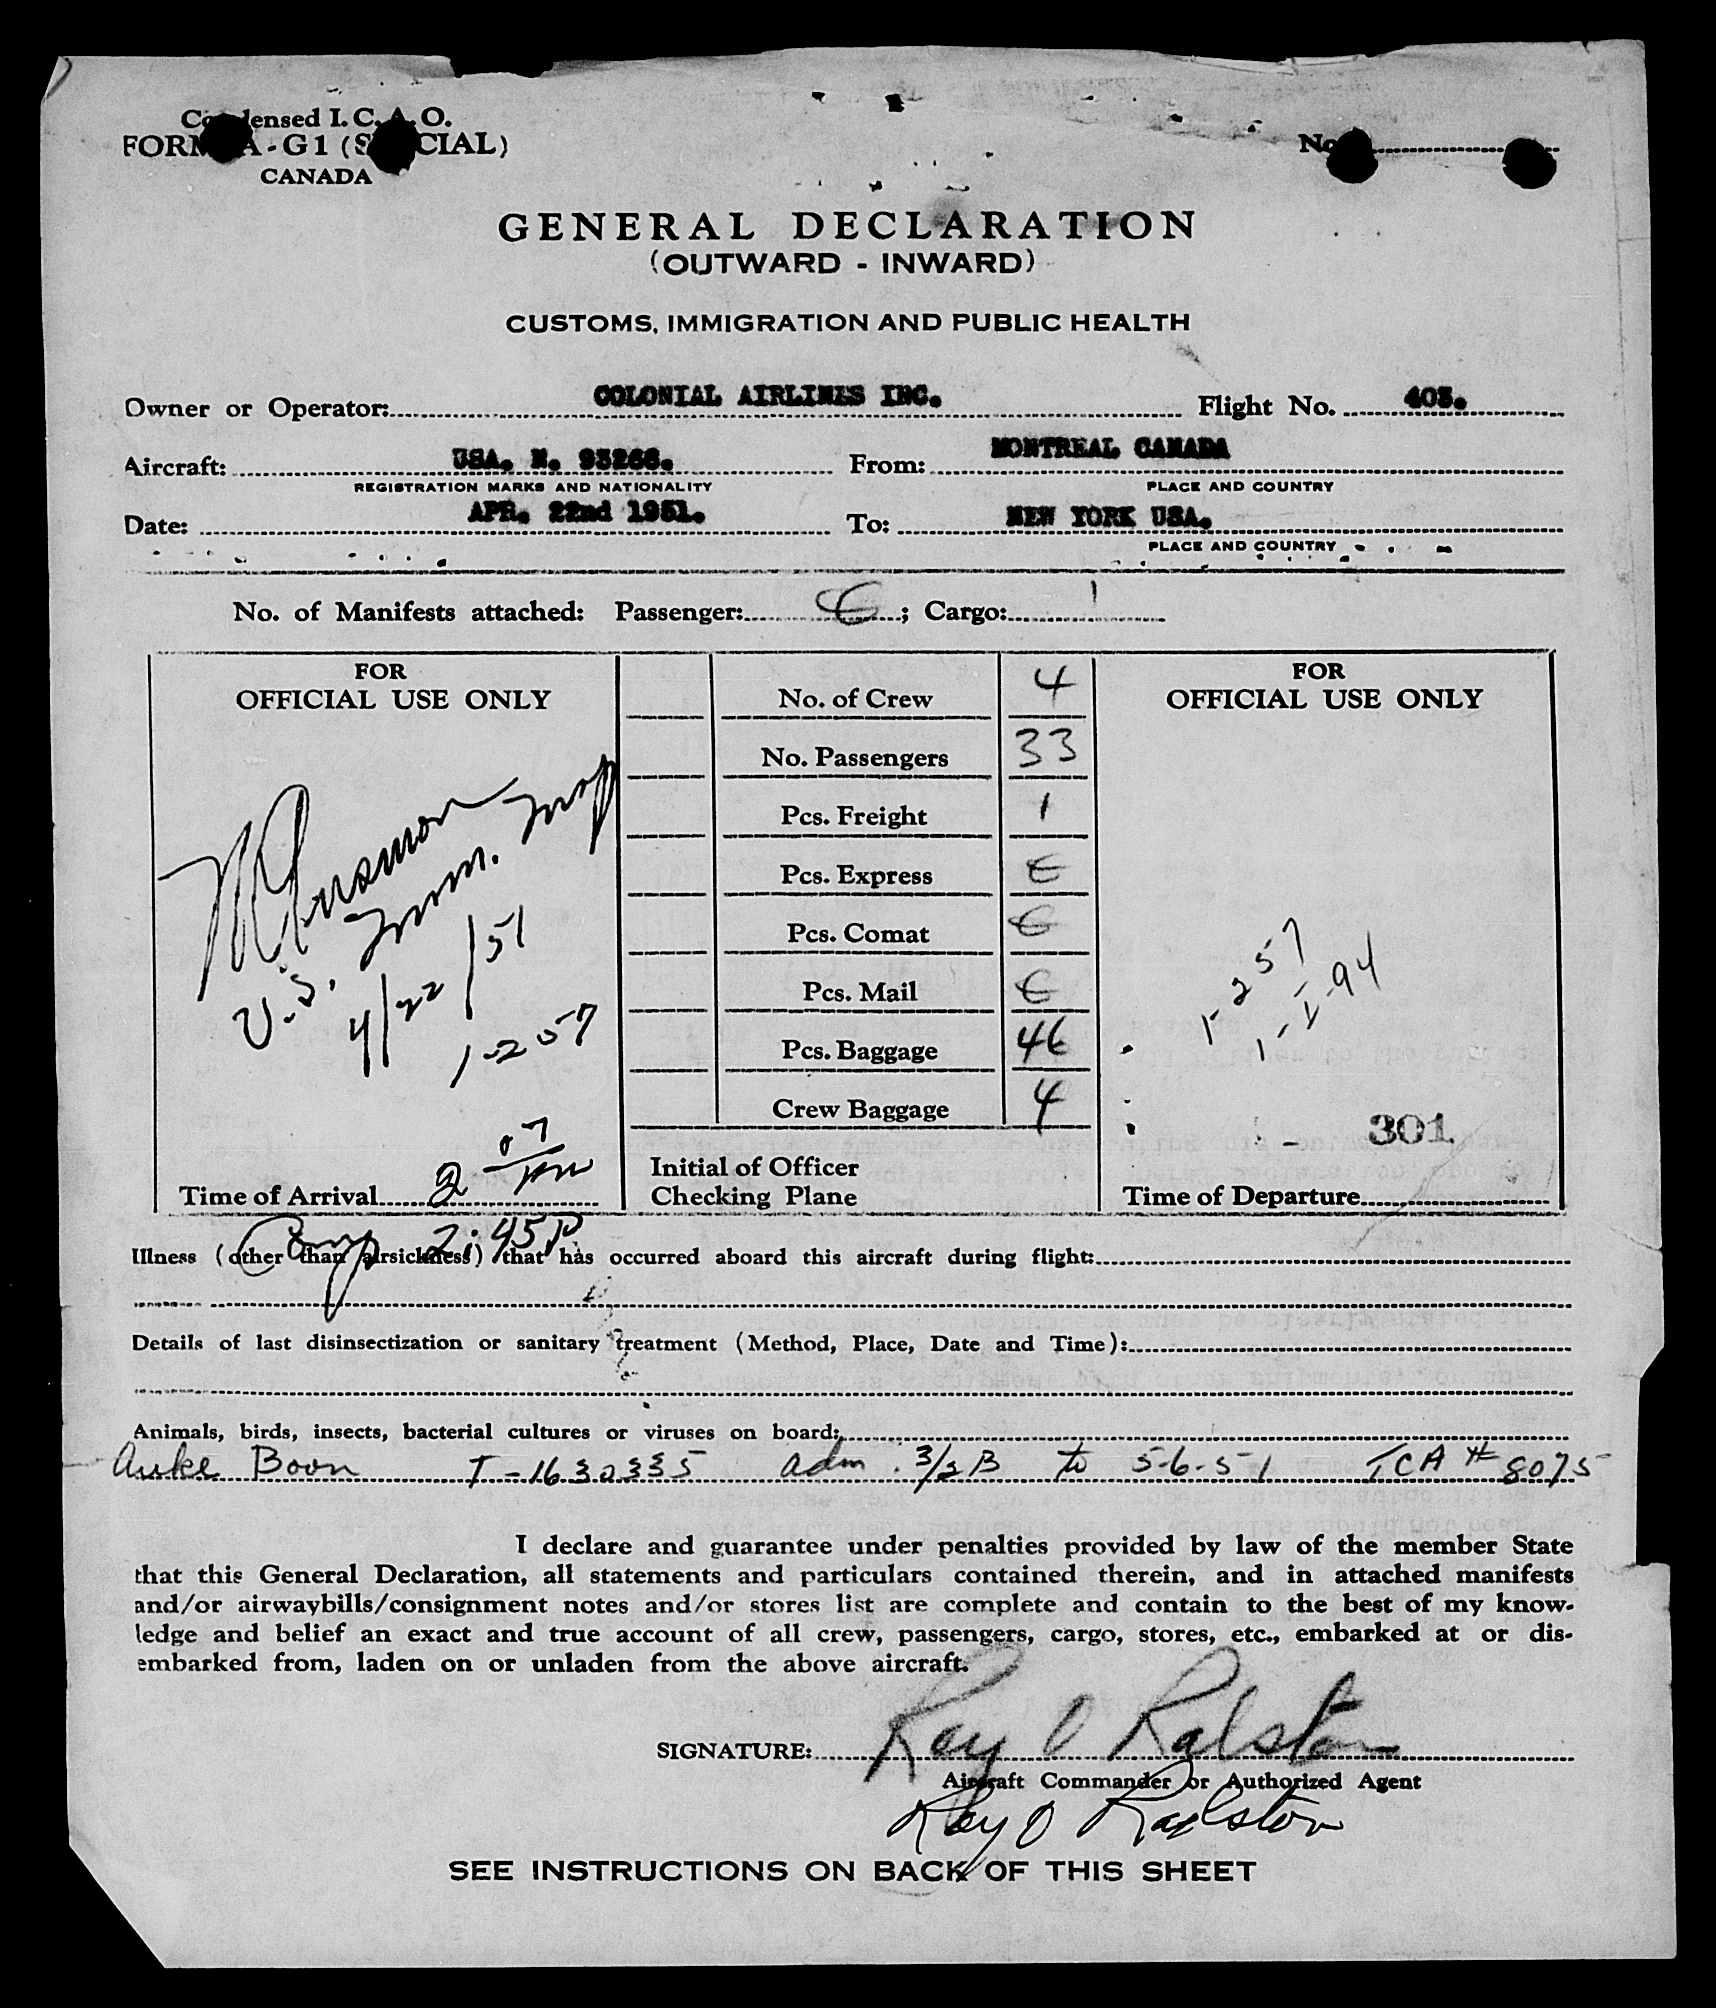 Condensed I. C. A. O.
FORM A - G1 (SPECIAL)
CANADA
No.
GENERAL DECLARATION
(OUTWARD - INWARD)
CUSTOMS, IMMIGRATION AND PUBLIC HEALTH
Owner or Operator: COLONIAL AIRLINES INC. Flight No. 403.
Aircraft: USA. N. 93268. From: MONTREAL CANADA
REGISTRATION MARKS AND NATIONALITY PLACE AND COUNTRY
Date: APR. 22nd 1951. To: NEW YORK USA.
PLACE AND COUNTRY
No. of Manifests attached: Passenger: ; Cargo: 1
FOR
OFFICIAL USE ONLY
U.S. Imm. Insp
4/22/51
1-257
Time of Arrival 2 07 pm
No. of Crew 4
No. Passengers 33
Pcs. Freight 1
Pcs. Express
Pcs. Comat
Pcs. Mail
Pcs. Baggage 46
Crew Baggage 4
Initial of Officer
Checking Plane
FOR
OFFICIAL USE ONLY
1-257
1-I-94
301
Time of Departure
Comp 2:45 P.
Illness (other than airsickness) that has occurred aboard this aircraft during flight:
Details of last disinsectization or sanitary treatment (Method, Place, Date and Time):
Animals, birds, insects, bacterial cultures or viruses on board:
Auke Boon T-1630335 adm. 3/2B to 5-6-51 TCA # 8075
I declare and guarantee under penalties provided by law of the member State
that this General Declaration, all statements and particulars contained therein, and in attached manifests
and/or airwaybills/consignment notes and/or stores list are complete and contain to the best of my know-
ledge and belief an exact and true account of all crew, passengers, cargo, stores, etc., embarked at or dis-
embarked from, laden on or unladen from the above aircraft.
SIGNATURE: Ray O Ralston
Aircraft Commander or Authorized Agent
Ray O Ralston
SEE INSTRUCTIONS ON BACK OF THIS SHEET